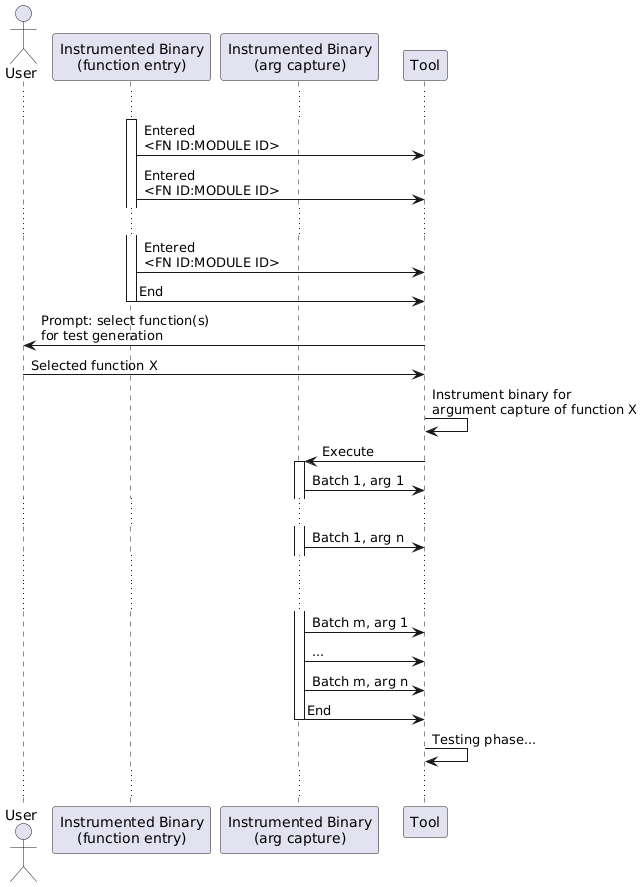 User
Instrumented Binary
(function entry)
Instrumented Binary
(arg capture)
Tool
Entered
<FN ID:MODULE ID>
Entered
<FN ID:MODULE ID>
Entered
<FN ID:MODULE ID>
End
Prompt: select function(s)
for test generation
Selected function X
Instrument binary for
argument capture of function X
Execute
Batch 1, arg 1
Batch 1, arg n
Batch m, arg 1
...
Batch m, arg n
End
Testing phase...
User
Instrumented Binary
(function entry)
Instrumented Binary
(arg capture)
Tool